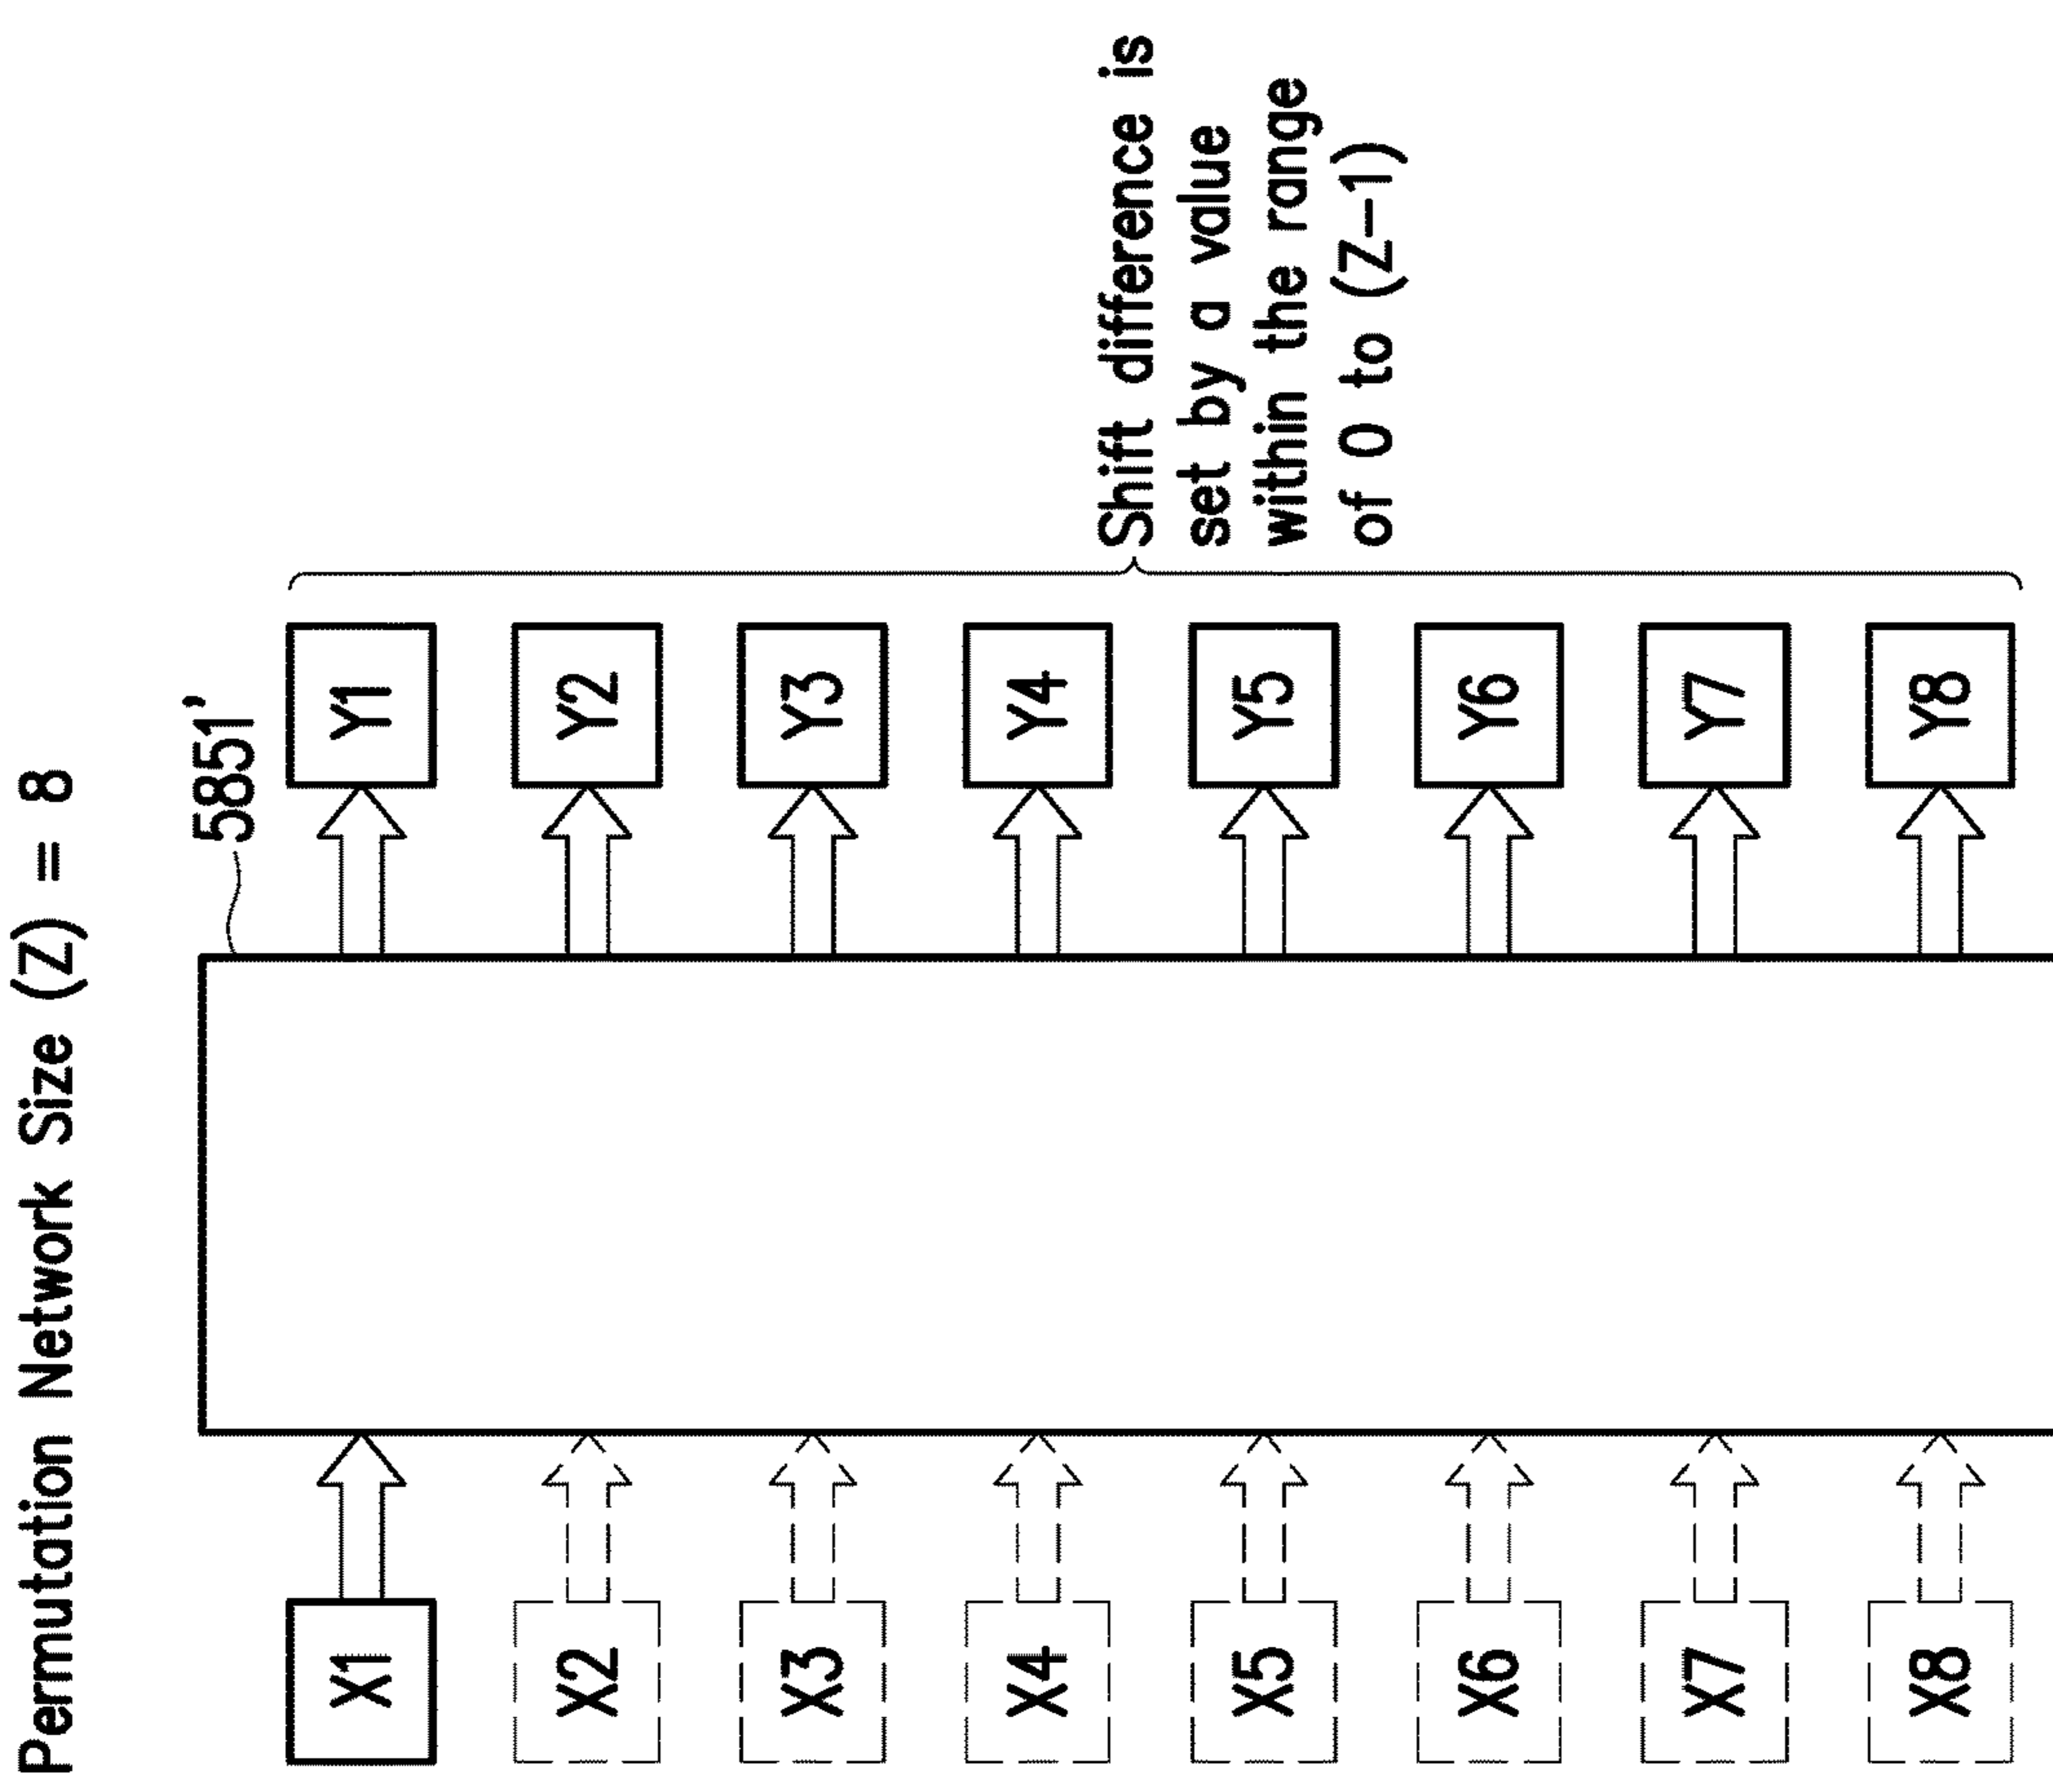 Permutation Network Size (Z) = 8
5851'
X1
Y1
X2
Y2
X3
Y3
X4
Y4
X5
Y5
X6
Y6
X7
Y7
X8
Y8
Shift difference is
set by a value
within the range
of 0 to (Z-1)